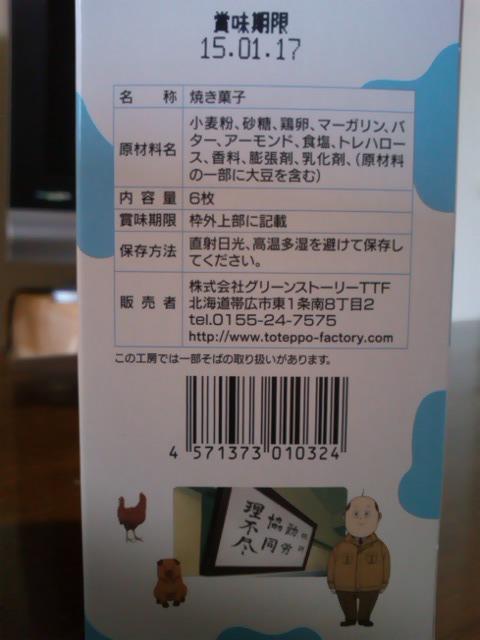 賞味期限
15.01.17
名　称 焼き菓子
原材料名 小麦粉、砂糖、鶏卵、マーガリン、バ
ター、アーモンド、食塩、トレハロー
ス、香料、膨張剤、乳化剤、(原材料
の一部に大豆を含む)
内容量 6枚
賞味期限 枠外上部に記載
保存方法 直射日光、高温多湿を避けて保存し
てください。
販売者 株式会社グリーンストーリーTTF
北海道帯広市東1条南8丁目2
tel.0155-24-7575
http://www.toteppo-factory.com
この工房では一部そばの取り扱いがあります。
4 571373 010324
理不尽
協同
労